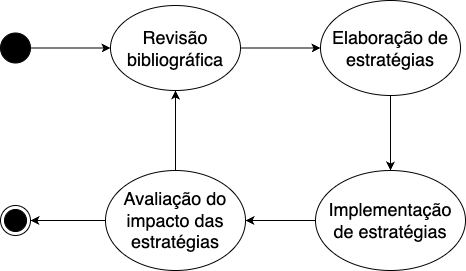 Revisão
bibliográfica
Elaboração de
estratégias
Implementação
de estratégias
Avaliação do
impacto das
estratégias